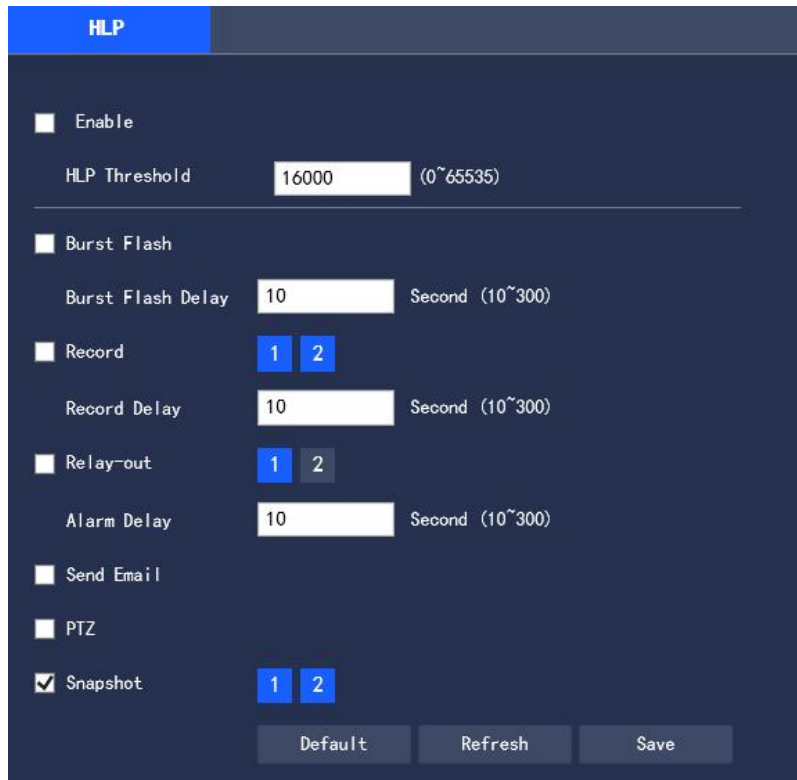 HLP
Enable
HLP Threshold 16000 (0~65535)
Burst Flash
Burst Flash Delay 10 Second (10~300)
Record 1 2
Record Delay 10 Second (10~300)
Relay-out 1 2
Alarm Delay 10 Second (10~300)
Send Email
PTZ
Snapshot 1 2
Default Refresh Save